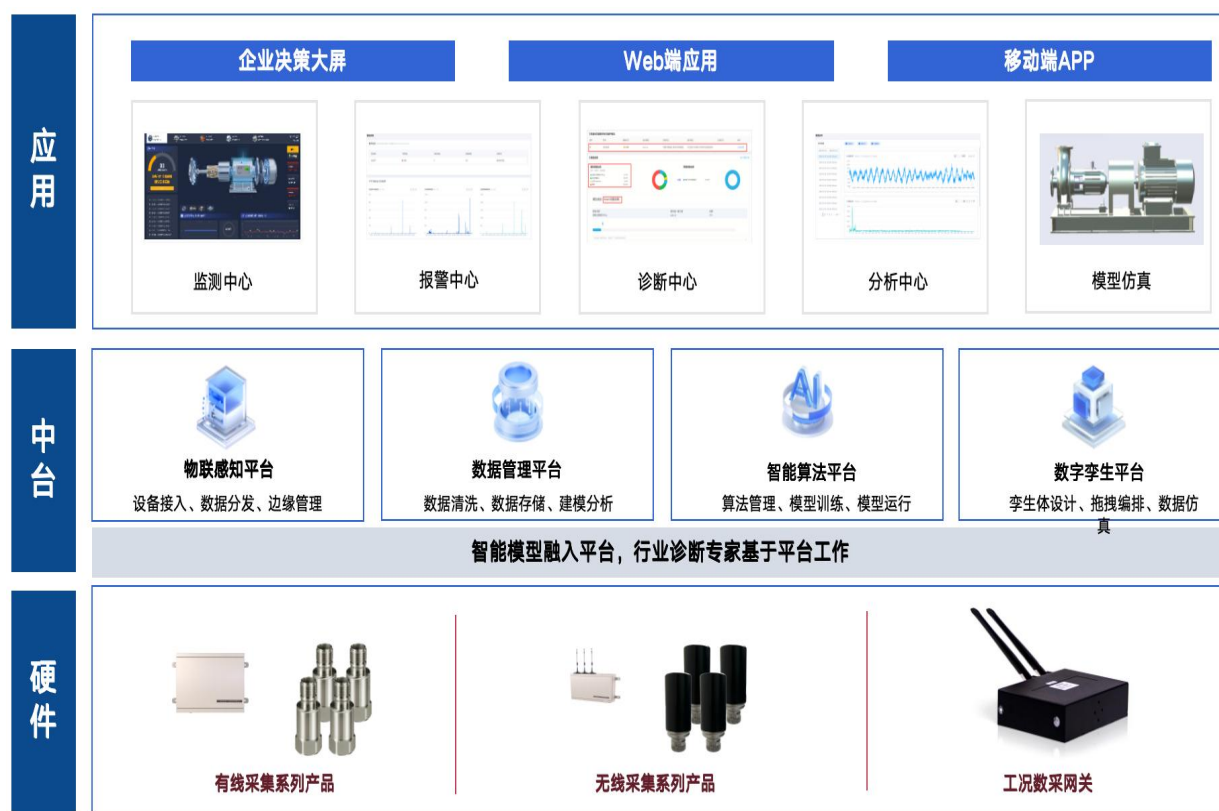 应用
企业决策大屏
Web端应用
移动端APP
监测中心
报警中心
诊断中心
分析中心
模型仿真
中台
物联感知平台
设备接入、数据分发、边缘管理
数据管理平台
数据清洗、数据存储、建模分析
AI
智能算法平台
算法管理、模型训练、模型运行
数字孪生平台
孪生体设计、拖拽编排、数据仿
真
智能模型融入平台，行业诊断专家基于平台工作
硬件
有线采集系列产品
无线采集系列产品
工况数采网关